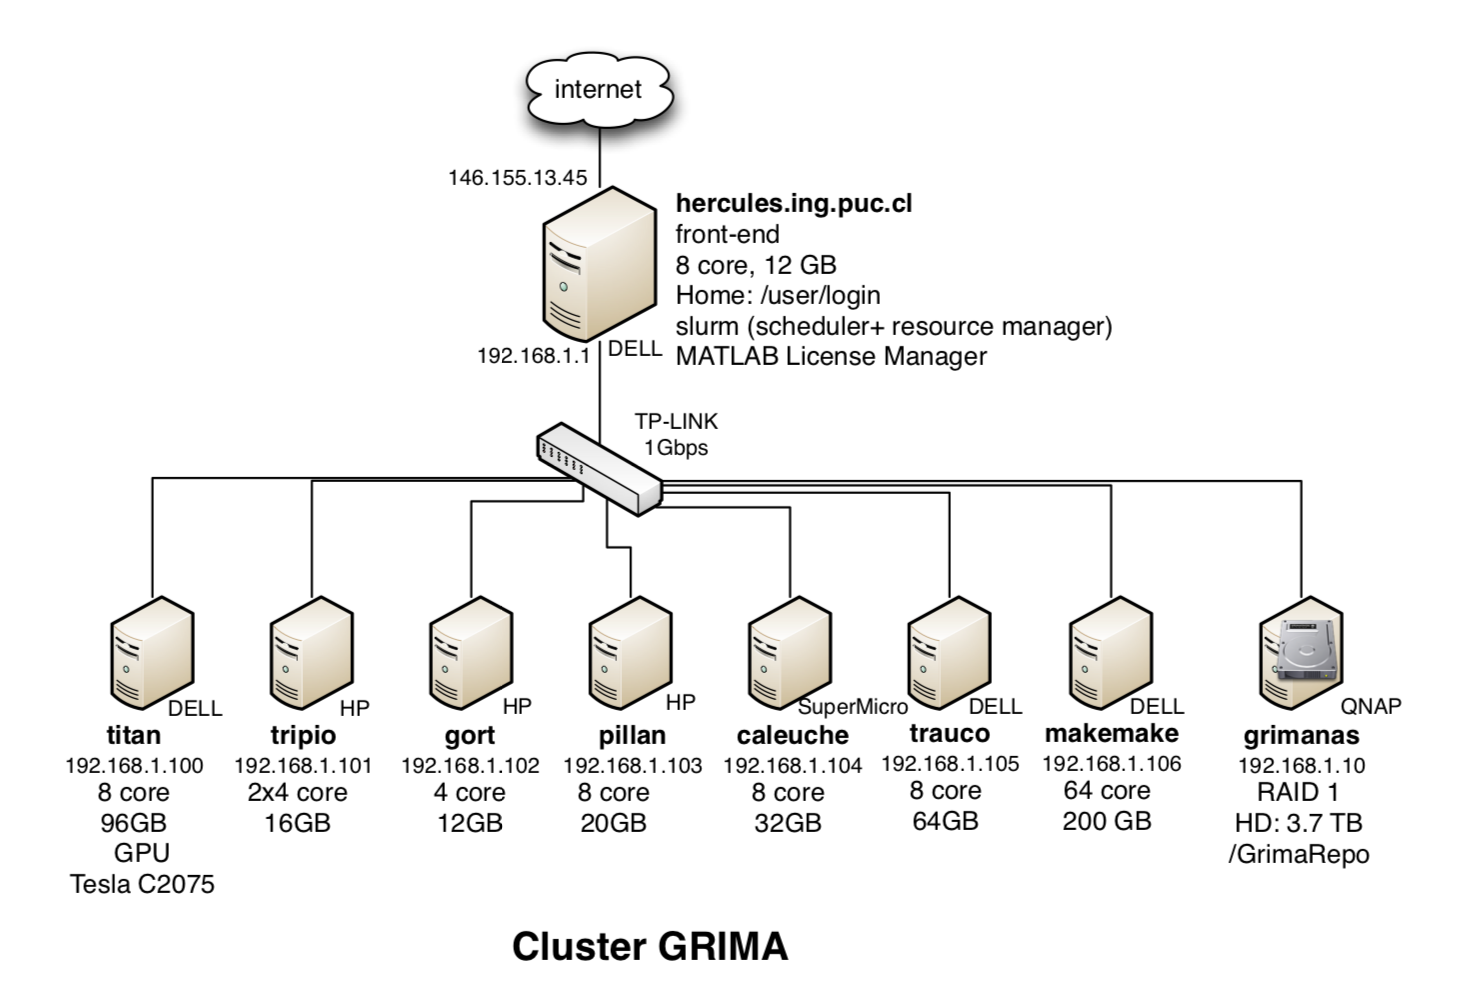 internet
146.155.13.45
hercules.ing.puc.cl
front-end
8 core, 12 GB
Home: /user/login
slurm (scheduler+ resource manager)
MATLAB License Manager
192.168.1.1
DELL
TP-LINK
1Gbps
DELL
titan
192.168.1.100
8 core
96GB
GPU
Tesla C2075
HP
tripio
192.168.1.101
2x4 core
16GB
HP
gort
192.168.1.102
4 core
12GB
HP
pillan
192.168.1.103
8 core
20GB
SuperMicro
caleuche
192.168.1.104
8 core
32GB
DELL
trauco
192.168.1.105
8 core
64GB
DELL
makemake
192.168.1.106
64 core
200 GB
QNAP
grimanas
192.168.1.10
RAID 1
HD: 3.7 TB
/GrimaRepo
Cluster GRIMA